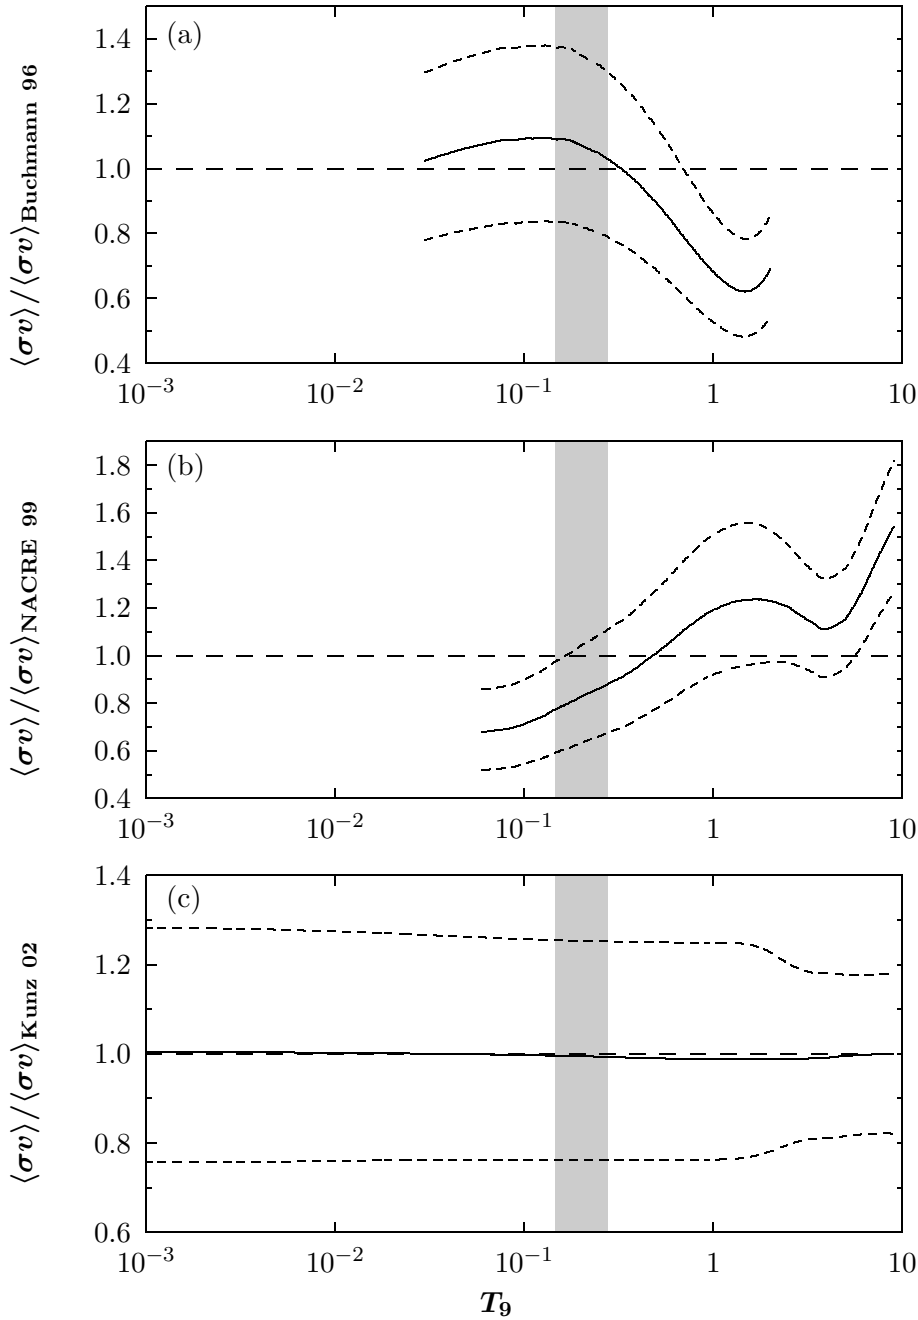 (a)
⟨σv⟩/⟨σv⟩Buchmann 96
1.4
1.2
1.0
0.8
0.6
0.4
10−3 10−2 10−1 1 10
(b)
⟨σv⟩/⟨σv⟩NACRE 99
1.8
1.6
1.4
1.2
1.0
0.8
0.6
0.4
10−3 10−2 10−1 1 10
(c)
⟨σv⟩/⟨σv⟩Kunz 02
1.4
1.2
1.0
0.8
0.6
10−3 10−2 10−1 1 10
T9